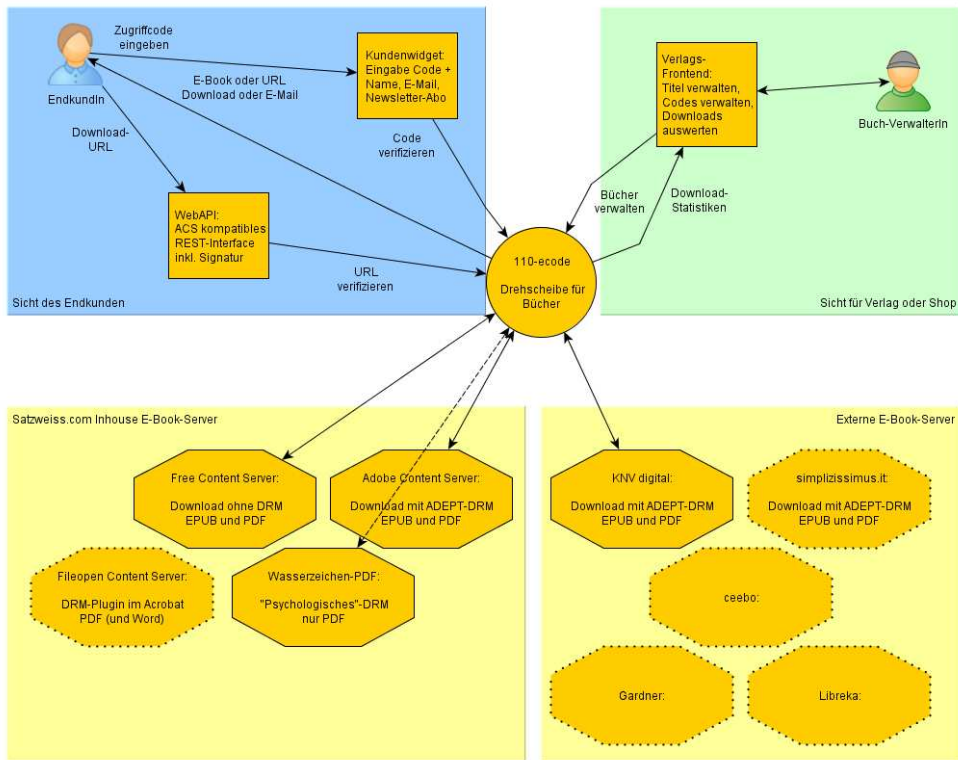 Zugriffcode
eingeben
EndkundIn
E-Book oder URL
Download oder E-Mail
Kundenwidget:
Eingabe Code +
Name, E-Mail,
Newsletter-Abo
Download-
URL
Code
verifizieren
WebAPI:
ACS kompatibles
REST-Interface
inkl. Signatur
URL
verifizieren
Sicht des Endkunden
Verlags-
Frontend:
Titel verwalten,
Codes verwalten,
Downloads
auswerten
Buch-VerwalterIn
Bücher
verwalten
Download-
Statistiken
Sicht für Verlag oder Shop
110-ecode
Drehscheibe für
Bücher
Satzweiss.com Inhouse E-Book-Server
Free Content Server:
Download ohne DRM
EPUB und PDF
Adobe Content Server:
Download mit ADEPT-DRM
EPUB und PDF
Fileopen Content Server:
DRM-Plugin im Acrobat
PDF (und Word)
Wasserzeichen-PDF:
"Psychologisches"-DRM
nur PDF
Externe E-Book-Server
KNV digital:
Download mit ADEPT-DRM
EPUB und PDF
simplizissimus.it:
Download mit ADEPT-DRM
EPUB und PDF
ceebo:
Gardner:
Libreka: